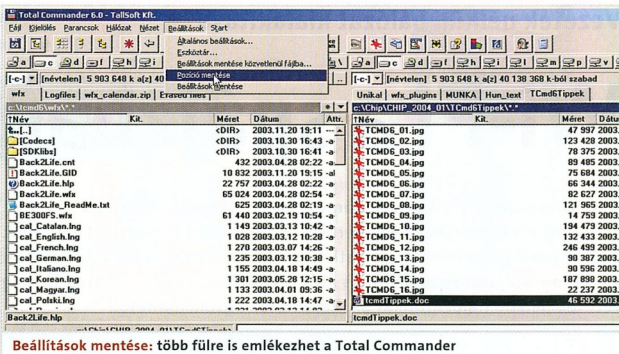 Total Commander 6.0 - TallSoft Kft.
Fájl Kijelölés Parancsok Hálózat Nézet Beállítások Start
Általános beállítások...
Eszköztár...
Beállítások mentése közvetlenül fájlba...
Pozíció mentése
Beállítások mentése
[-c-] [névtelen] 5 903 648 k a(z) 40 ..
[-c-] [névtelen] 5 903 648 k a(z) 40 138 368 k-ból szabad
wfx Logfiles wfx_calendar.zip Erased files
Unikal wfx_plugins MUNKA Hun_text TCmd6Tippek
c:\tcmd6\wfx\*.*
c:\Chip\CHIP_2004_01\TCmd6Tippek\*.*
↑Név Kit. Méret Dátum Attr.
↑Név Kit. Méret Dátum
[..] <DIR> 2003.11.20 19:11 ---
[Codecs] <DIR> 2003.10.30 16:43 -a-
[SDKlibs] <DIR> 2003.10.30 16:41 -a-
Back2Life.cnt 432 2003.04.28 02:22 -a-
Back2Life.GID 10 832 2003.11.20 19:15 -al
Back2Life.hlp 22 757 2003.04.28 02:22 -a-
Back2Life.wfx 65 024 2003.04.28 02:54 -a-
Back2Life_ReadMe.txt 625 2003.04.28 02:19 -a-
BE300FS.wfx 61 440 2003.02.19 10:54 -a-
cal_Catalan.lng 1 149 2003.03.13 10:42 -a-
cal_English.lng 1 028 2003.03.12 10:28 -a-
cal_French.lng 1 270 2003.03.07 14:26 -a-
cal_German.lng 1 235 2003.03.12 10:30 -a-
cal_Italiano.lng 1 155 2003.04.18 14:49 -a-
cal_Korean.lng 1 301 2003.05.28 12:15 -a-
cal_Magyar.lng 1 133 2003.04.01 09:36 -a-
cal_Polski.lng 1 222 2003.04.18 14:47 -a-
Back2Life.hlp
TCMD6_01.jpg 47 997 2003.
TCMD6_02.jpg 123 428 2003.
TCMD6_03.jpg 78 375 2003.
TCMD6_04.jpg 89 485 2003.
TCMD6_05.jpg 75 684 2003.
TCMD6_06.jpg 66 344 2003.
TCMD6_07.jpg 82 627 2003.
TCMD6_08.jpg 121 965 2003.
TCMD6_09.jpg 14 759 2003.
TCMD6_10.jpg 194 479 2003.
TCMD6_11.jpg 132 433 2003.
TCMD6_12.jpg 246 499 2003.
TCMD6_13.jpg 90 387 2003.
TCMD6_14.jpg 90 596 2003.
TCMD6_15.jpg 187 898 2003.
TCMD6_16.jpg 22 237 2003.
tcmdTippek.doc 46 592 2003.
tcmdTippek.doc
Beállítások mentése: több fülre is emlékezhet a Total Commander